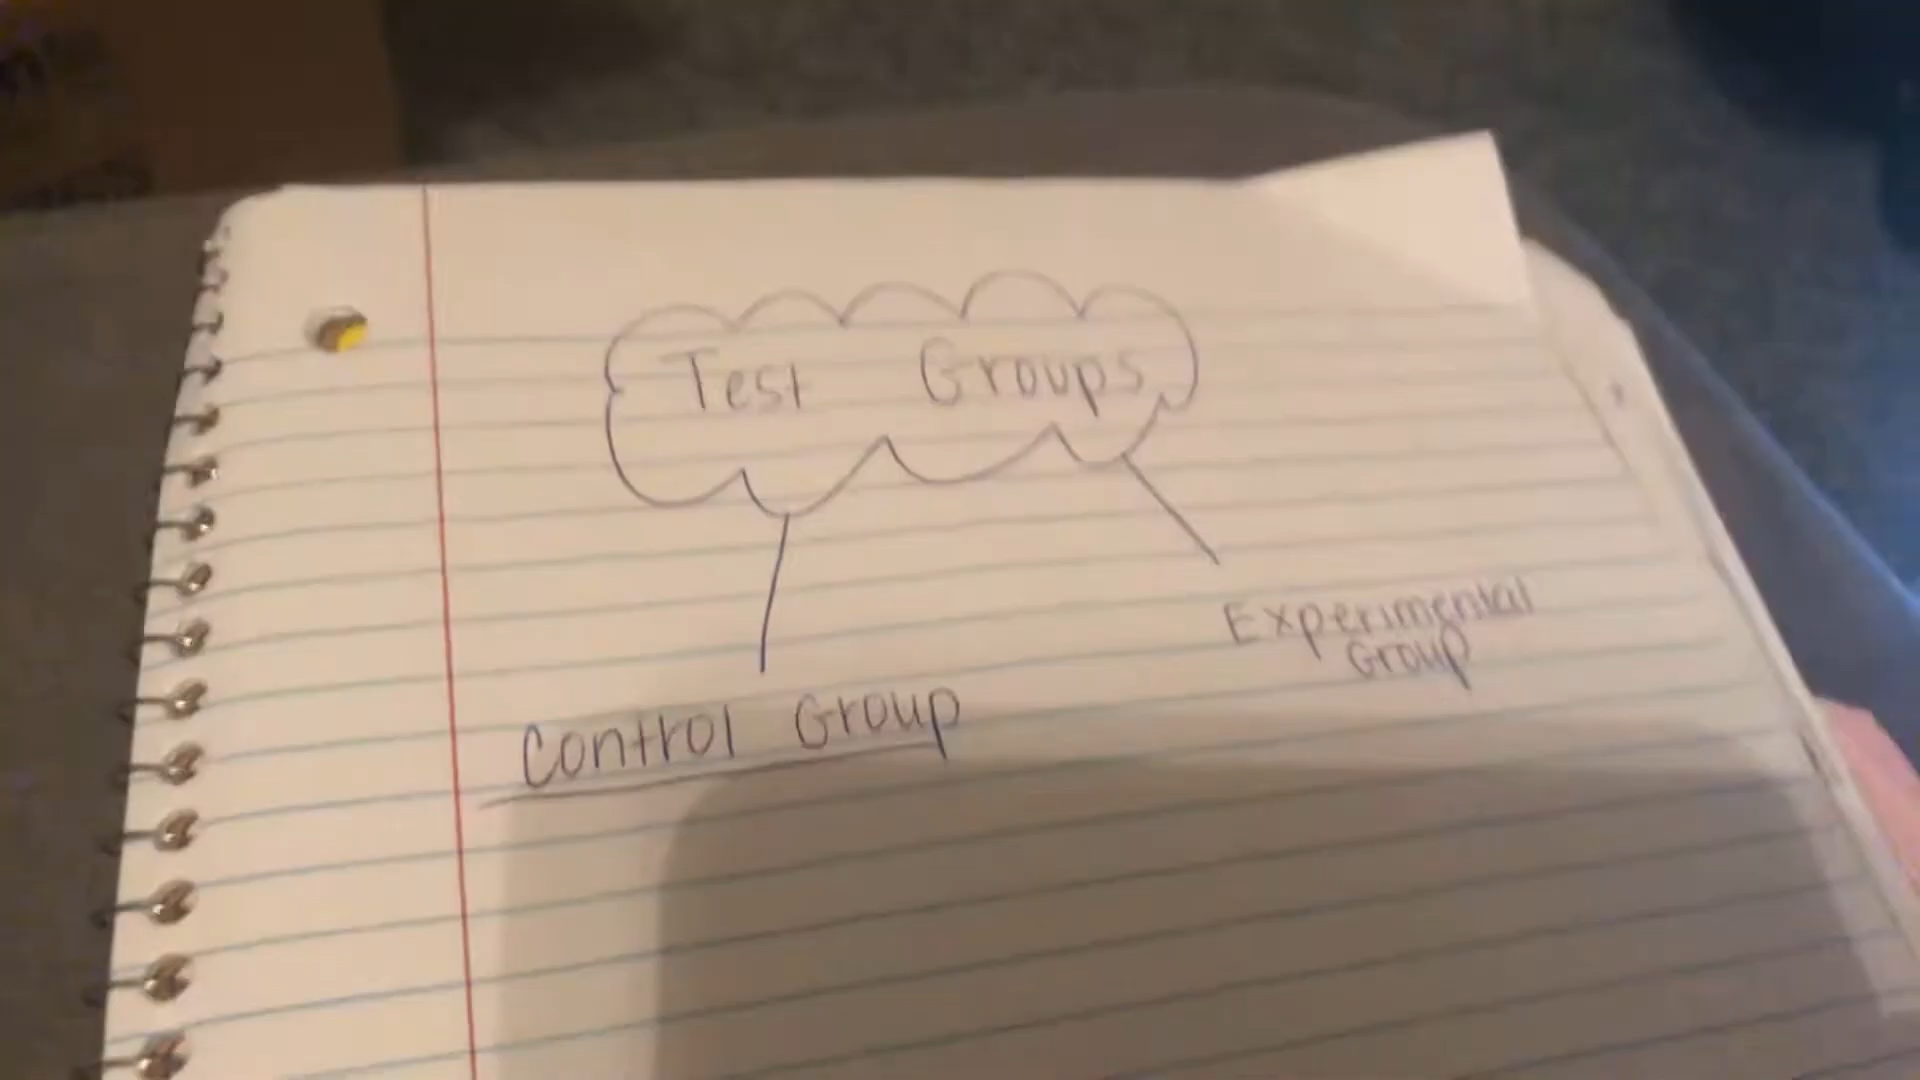 Test Groups
Control Group
Experimental
Group